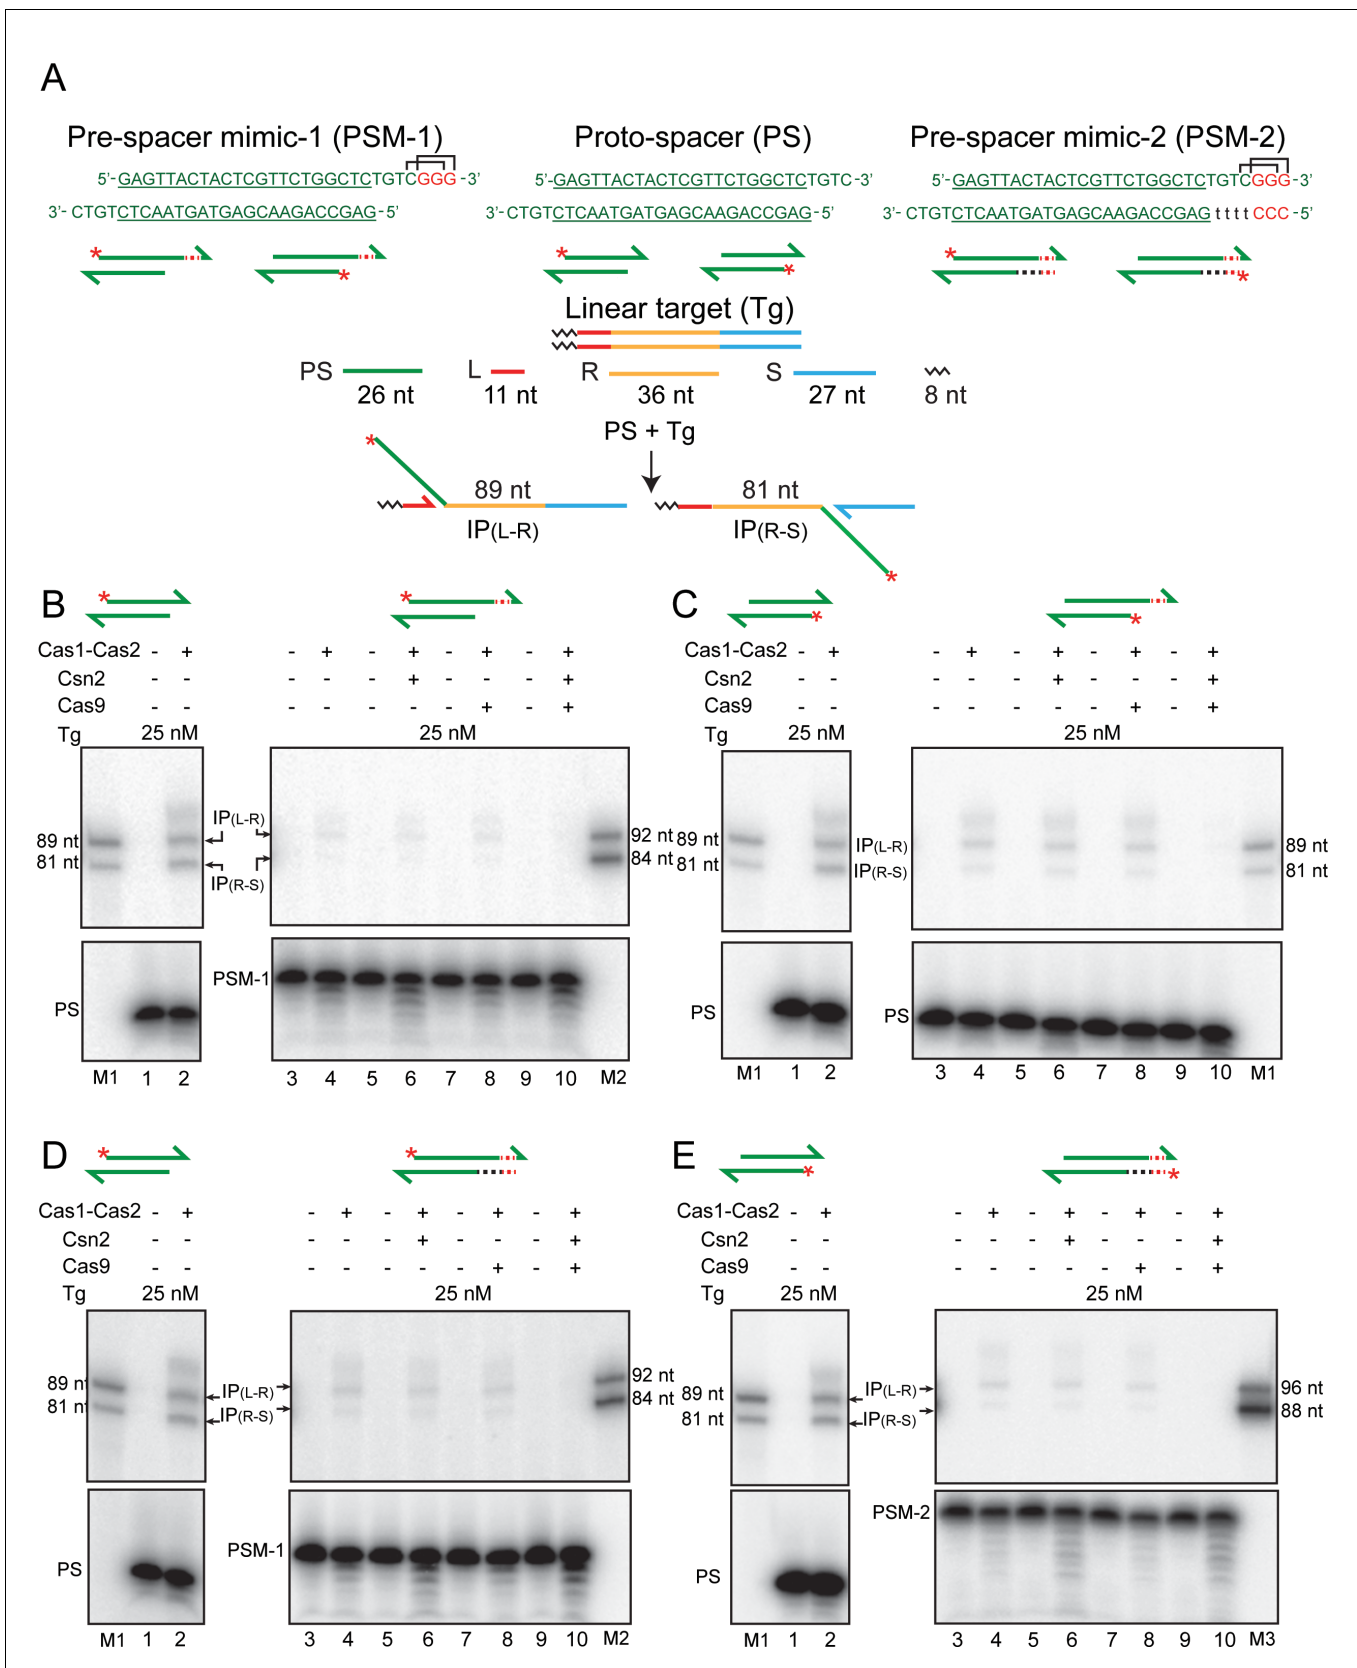 A
Pre-spacer mimic-1 (PSM-1)
Proto-spacer (PS)
Pre-spacer mimic-2 (PSM-2)
5'-GAGTTACTACTCGTTCTGGCTCTGTCGGG-3'
5'-GAGTTACTACTCGTTCTGGCTCTGTC-3'
5'-GAGTTACTACTCGTTCTGGCTCTGTCGGG-3'
3'-CTGTCTCAATGATGAGCAAGACCGAG-5'
3'-CTGTCTCAATGATGAGCAAGACCGAG-5'
3'-CTGTCTCAATGATGAGCAAGACCGAGttttCCC-5'
* * * * * *
Linear target (Tg)
PS L R S
26 nt 11 nt 36 nt 27 nt 8 nt
PS + Tg
* 89 nt 81 nt
IP(L-R) IP(R-S)
*
B
* *
Cas1-Cas2 - + - + - + - + - +
Csn2 - - - - - + - - - +
Cas9 - - - - - - - + - +
Tg 25 nM 25 nM
IP(L-R)
89 nt 92 nt
81 nt 84 nt
IP(R-S)
PSM-1
PS
M1 1 2 3 4 5 6 7 8 9 10 M2
C
* *
Cas1-Cas2 - + - + - + - + - +
Csn2 - - - - - + - - - +
Cas9 - - - - - - - + - +
Tg 25 nM 25 nM
89 nt IP(L-R) 89 nt
81 nt IP(R-S) 81 nt
PS PS
M1 1 2 3 4 5 6 7 8 9 10 M1
D
* *
Cas1-Cas2 - + - + - + - + - +
Csn2 - - - - - + - - - +
Cas9 - - - - - - - + - +
Tg 25 nM 25 nM
89 nt IP(L-R) 92 nt
81 nt IP(R-S) 84 nt
PSM-1
PS
M1 1 2 3 4 5 6 7 8 9 10 M2
E
* *
Cas1-Cas2 - + - + - + - + - +
Csn2 - - - - - + - - - +
Cas9 - - - - - - - + - +
Tg 25 nM 25 nM
89 nt IP(L-R) 96 nt
81 nt IP(R-S) 88 nt
PSM-2
PS
M1 1 2 3 4 5 6 7 8 9 10 M3